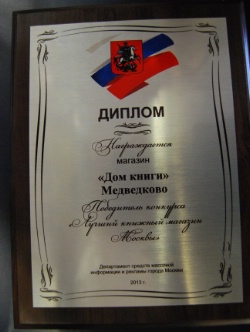 ДИПЛОМ
Награждается
магазин
«Дом книги»
Медведково
Победитель конкурса
«Лучший книжный магазин
Москвы»
Департамент средств массовой
информации и рекламы города Москвы
2013 г.